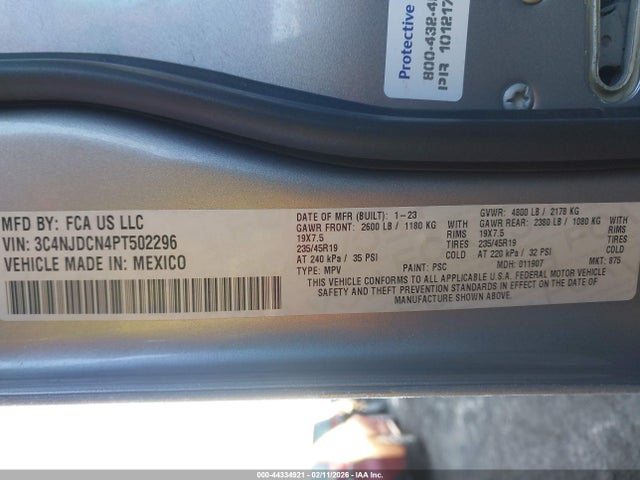 Protective
800-432-4
PIR 101217
MFD BY: FCA US LLC
VIN: 3C4NJDCN4PT502296
VEHICLE MADE IN: MEXICO
DATE OF MFR (BUILT): 1-23
GAWR FRONT: 2600 LB / 1180 KG WITH
19X7.5 RIMS
235/45R19 TIRES
AT 240 kPa / 35 PSI COLD
TYPE: MPV PAINT: PSC
GVWR: 4800 LB / 2178 KG
GAWR REAR: 2380 LB / 1080 KG WITH
19X7.5 RIMS
235/45R19 TIRES
AT 220 kPa / 32 PSI COLD
MDH: 011907 MKT: 875
THIS VEHICLE CONFORMS TO ALL APPLICABLE U.S.A. FEDERAL MOTOR VEHICLE
SAFETY AND THEFT PREVENTION STANDARDS IN EFFECT ON THE DATE OF
MANUFACTURE SHOWN ABOVE.
000-44334921 | 02/11/2026 - COPYRIGHT IAA, LLC